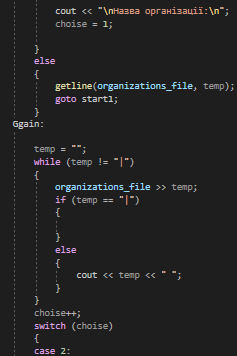 cout << "\nНазва організації:\n";
choise = 1;
}
else
{
getline(organizations_file, temp);
goto start1;
}
Ggain:
temp = "";
while (temp != "|")
{
organizations_file >> temp;
if (temp == "|")
{
}
else
{
cout << temp << " ";
}
}
choise++;
switch (choise)
{
case 2: